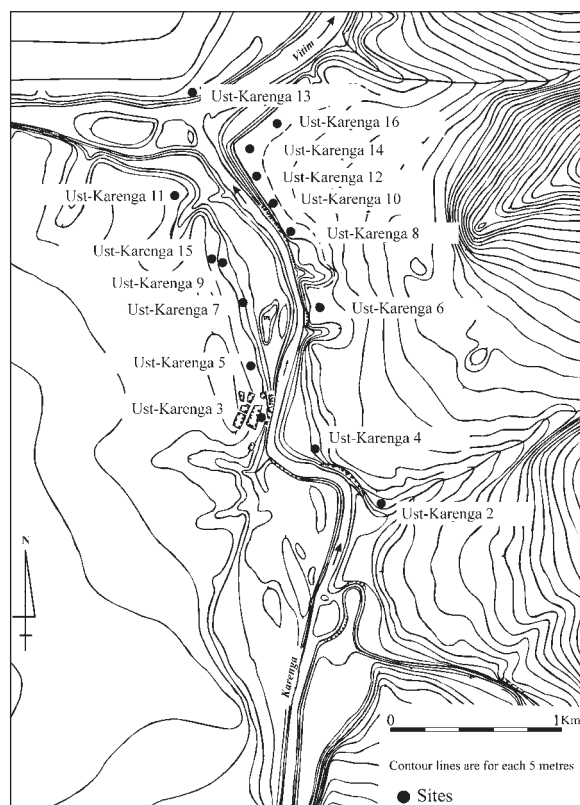 Vitim
Ust-Karenga 13
Ust-Karenga 16
Ust-Karenga 14
Ust-Karenga 12
Ust-Karenga 11
Ust-Karenga 10
Ust-Karenga 8
Ust-Karenga 15
Ust-Karenga 9
Ust-Karenga 7
Ust-Karenga 6
Ust-Karenga 5
Ust-Karenga 3
Ust-Karenga 4
Ust-Karenga 2
N
Karenga
0 1Km
Contour lines are for each 5 metres
Sites